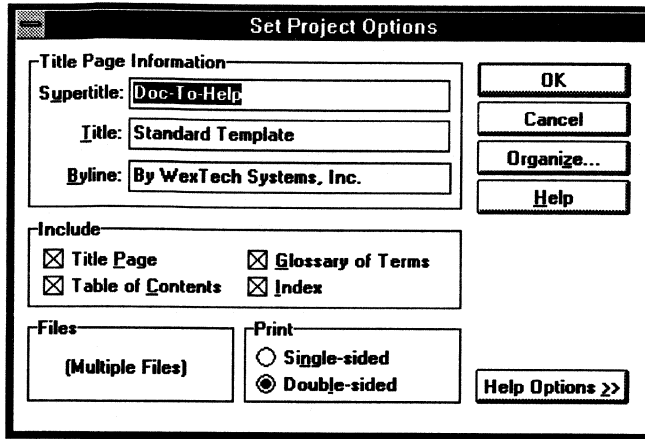 Set Project Options
Title Page Information
Supertitle: Doc-To-Help
Title: Standard Template
Byline: By WexTech Systems, Inc.
OK
Cancel
Organize...
Help
Include
Title Page
Glossary of Terms
Table of Contents
Index
Files
(Multiple Files)
Print
Single-sided
Double-sided
Help Options >>